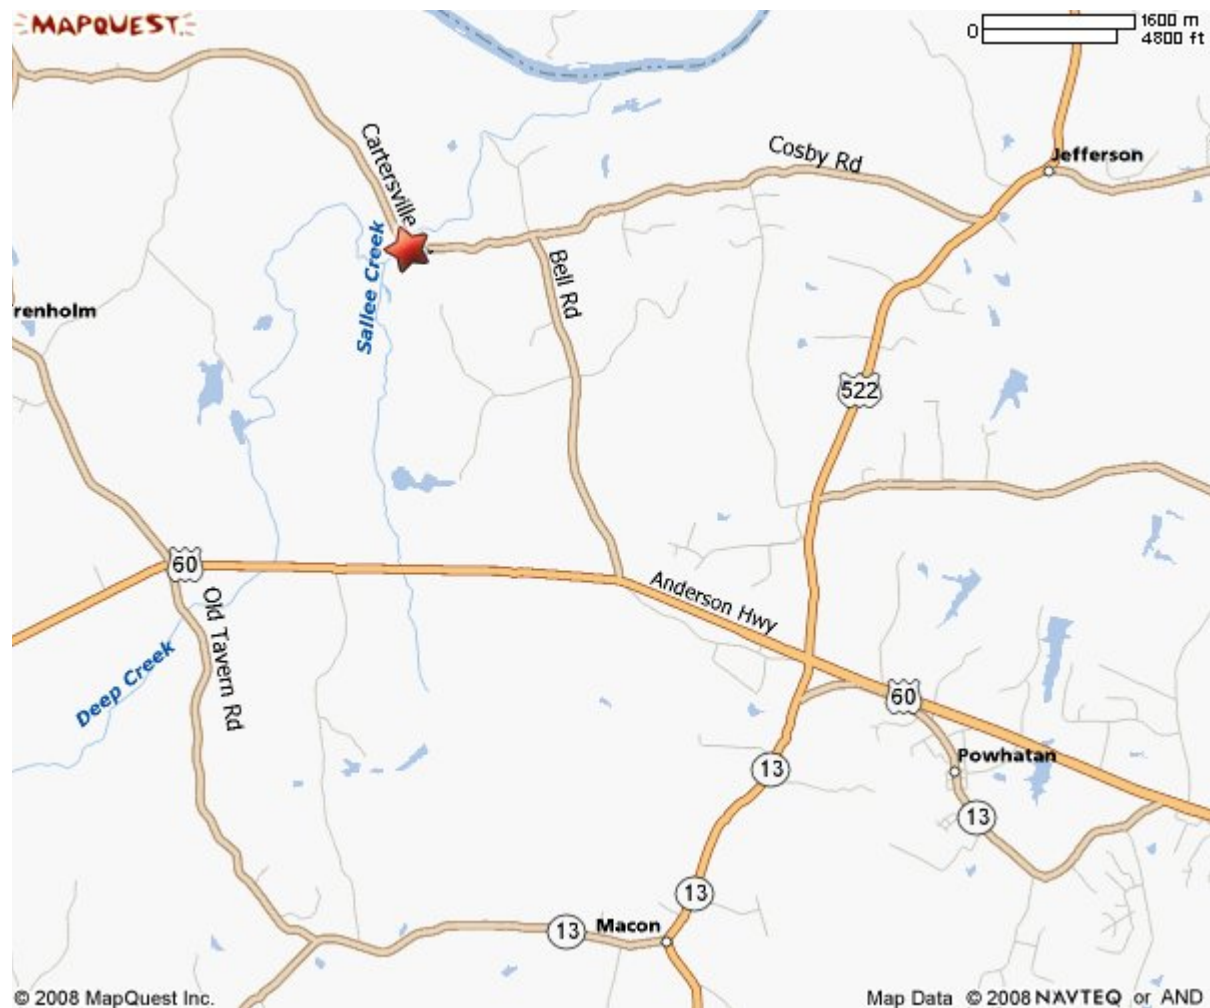 MAPQUEST
1600 m
0
4800 ft
Cartersville
Cosby Rd
Jefferson
Sallee Creek
Bell Rd
renholm
522
60
Anderson Hwy
Old Tavern Rd
Deep Creek
60
Powhatan
13
13
13
13
Macon
© 2008 MapQuest Inc.
Map Data © 2008 NAVTEQ or AND